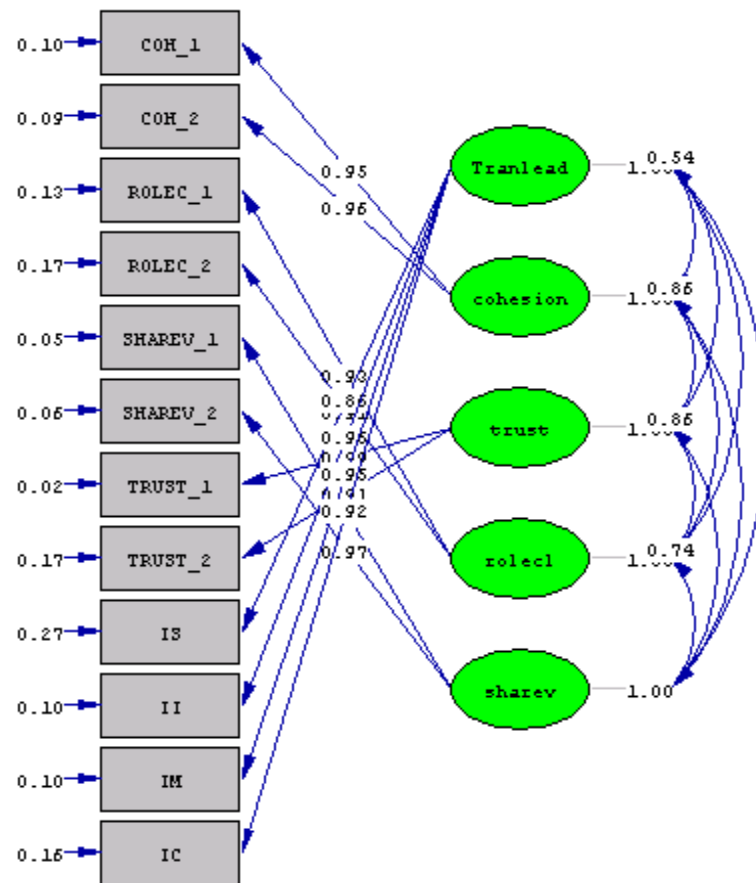 0.10 COH_1
0.09 COH_2
0.13 ROLEC_1
0.17 ROLEC_2
0.05 SHAREV_1
0.06 SHAREV_2
0.02 TRUST_1
0.17 TRUST_2
0.27 IS
0.10 II
0.10 IM
0.16 IC
0.95
0.96
0.93
0.86
0.95
0.95
0.92
0.97
Tranlead 0.54
cohesion 0.86
trust 0.86
rolecl 0.74
sharev 1.00